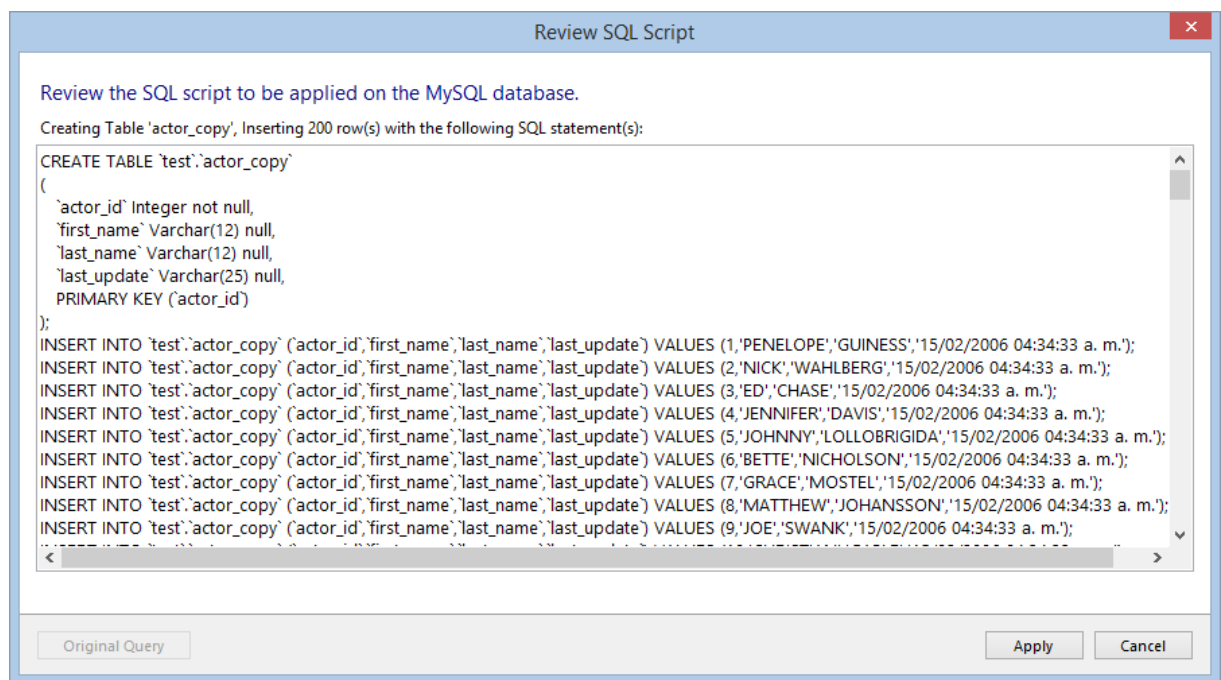 Review SQL Script
Review the SQL script to be applied on the MySQL database.
Creating Table 'actor_copy', Inserting 200 row(s) with the following SQL statement(s):
CREATE TABLE `test`.`actor_copy`
(
`actor_id` Integer not null,
`first_name` Varchar(12) null,
`last_name` Varchar(12) null,
`last_update` Varchar(25) null,
PRIMARY KEY (`actor_id`)
);
INSERT INTO `test`.`actor_copy` (`actor_id`,`first_name`,`last_name`,`last_update`) VALUES (1,'PENELOPE','GUINESS','15/02/2006 04:34:33 a. m.');
INSERT INTO `test`.`actor_copy` (`actor_id`,`first_name`,`last_name`,`last_update`) VALUES (2,'NICK','WAHLBERG','15/02/2006 04:34:33 a. m.');
INSERT INTO `test`.`actor_copy` (`actor_id`,`first_name`,`last_name`,`last_update`) VALUES (3,'ED','CHASE','15/02/2006 04:34:33 a. m.');
INSERT INTO `test`.`actor_copy` (`actor_id`,`first_name`,`last_name`,`last_update`) VALUES (4,'JENNIFER','DAVIS','15/02/2006 04:34:33 a. m.');
INSERT INTO `test`.`actor_copy` (`actor_id`,`first_name`,`last_name`,`last_update`) VALUES (5,'JOHNNY','LOLLOBRIGIDA','15/02/2006 04:34:33 a. m.');
INSERT INTO `test`.`actor_copy` (`actor_id`,`first_name`,`last_name`,`last_update`) VALUES (6,'BETTE','NICHOLSON','15/02/2006 04:34:33 a. m.');
INSERT INTO `test`.`actor_copy` (`actor_id`,`first_name`,`last_name`,`last_update`) VALUES (7,'GRACE','MOSTEL','15/02/2006 04:34:33 a. m.');
INSERT INTO `test`.`actor_copy` (`actor_id`,`first_name`,`last_name`,`last_update`) VALUES (8,'MATTHEW','JOHANSSON','15/02/2006 04:34:33 a. m.');
INSERT INTO `test`.`actor_copy` (`actor_id`,`first_name`,`last_name`,`last_update`) VALUES (9,'JOE','SWANK','15/02/2006 04:34:33 a. m.');
Original Query
Apply
Cancel